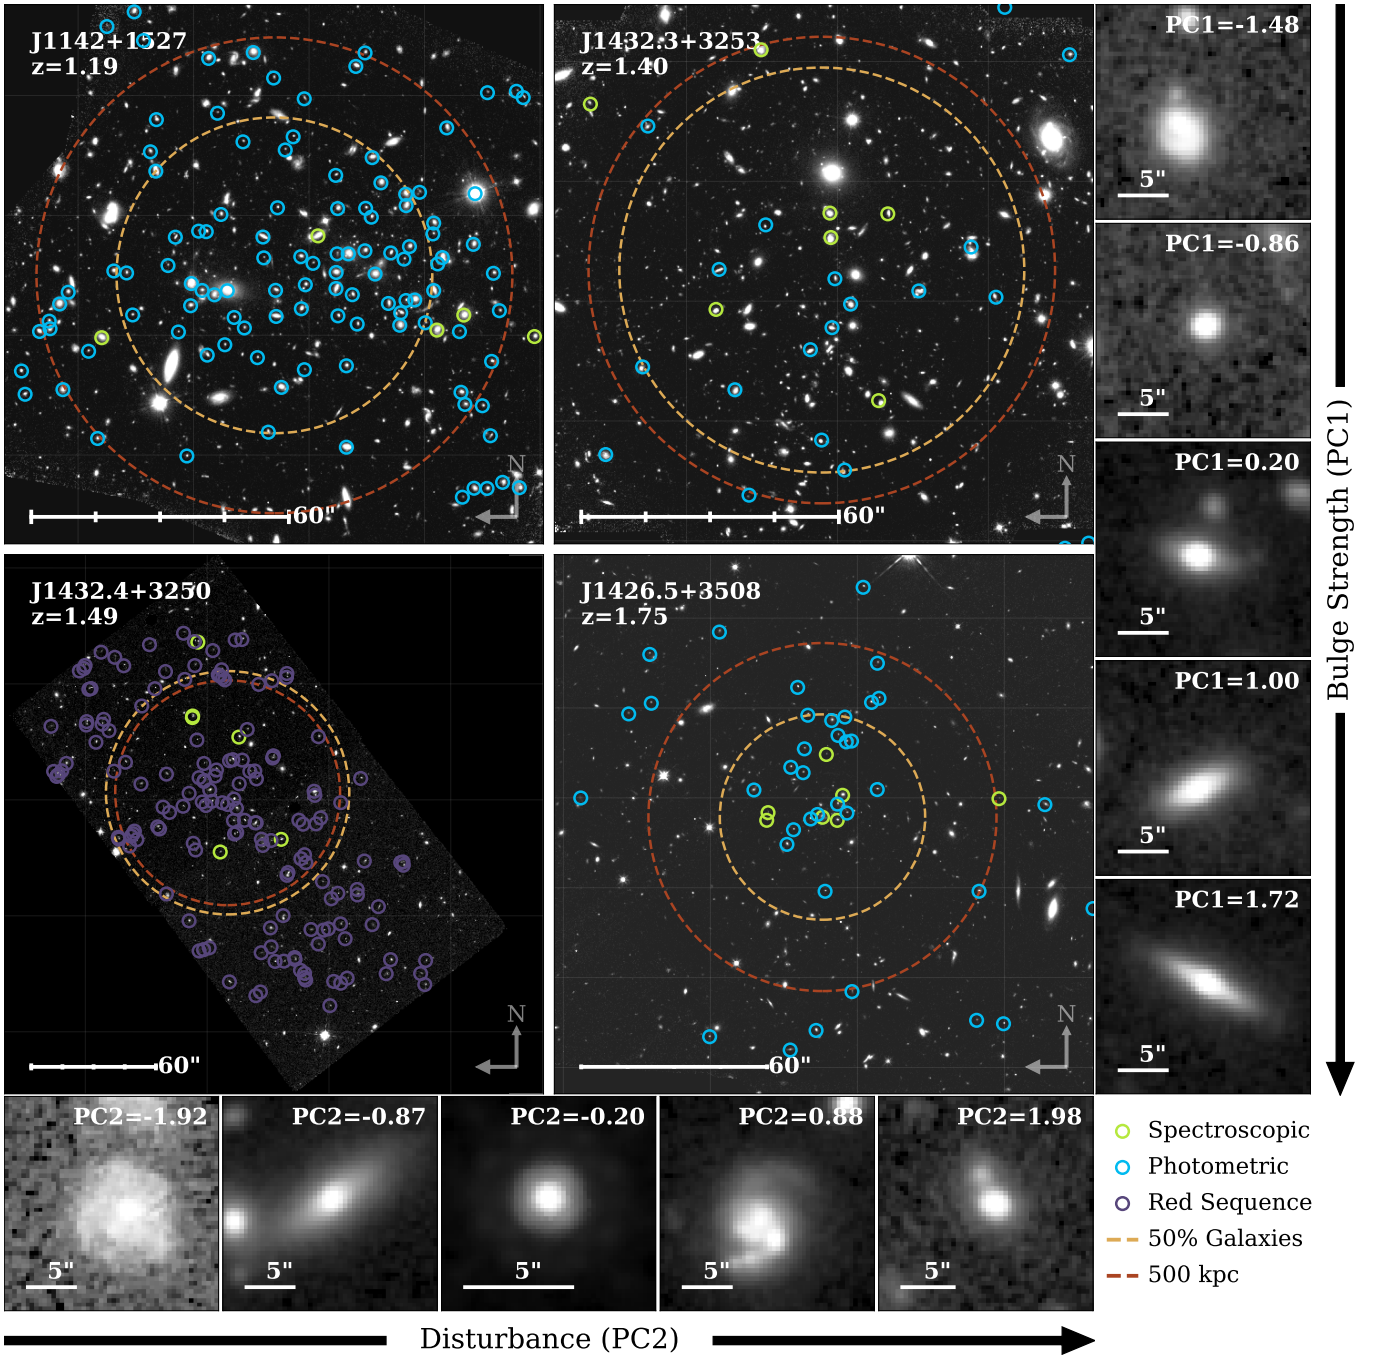 J1142+1527
z=1.19
N
60"
J1432.3+3253
z=1.40
N
60"
J1432.4+3250
z=1.49
N
60"
J1426.5+3508
z=1.75
N
60"
PC1=-1.48
5"
PC1=-0.86
5"
PC1=0.20
5"
PC1=1.00
5"
PC1=1.72
5"
Bulge Strength (PC1)
PC2=-1.92
5"
PC2=-0.87
5"
PC2=-0.20
5"
PC2=0.88
5"
PC2=1.98
5"
Disturbance (PC2)
Spectroscopic
Photometric
Red Sequence
50% Galaxies
500 kpc